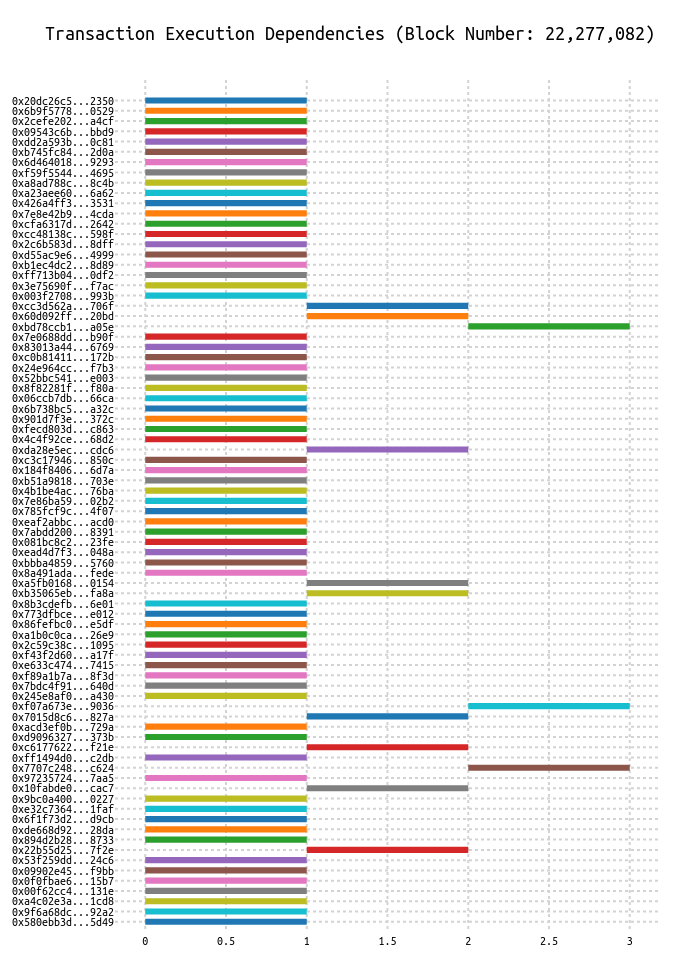 Transaction Execution Dependencies (Block Number: 22,277,082)
0x20dc26c5...2350
0x6b9f5778...0529
0x2cefe202...a4cf
0x09543c6b...bbd9
0xdd2a593b...0c81
0xb745fc84...2d0a
0x6d464018...9293
0xf59f5544...4695
0xa8ad788c...8c4b
0xa23aee60...6a62
0x426a4ff3...3531
0x7e8e42b9...4cda
0xcfa6317d...2642
0xcc48138c...598f
0x2c6b583d...8dff
0xd55ac9e6...4999
0xb1ec4dc2...8d89
0xff713b04...0df2
0x3e75690f...f7ac
0x003f2708...993b
0xcc3d562a...706f
0x60d092ff...20bd
0xbd78ccb1...a05e
0x7e0688dd...b90f
0x83013a44...6769
0xc0b81411...172b
0x24e964cc...f7b3
0x52bbc541...e003
0x8f82281f...f80a
0x06ccb7db...66ca
0x6b738bc5...a32c
0x901d7f3e...372c
0xfecd803d...c863
0x4c4f92ce...68d2
0xda28e5ec...cdc6
0xc3c17946...850c
0x184f8406...6d7a
0xb51a9818...703e
0x4b1be4ac...76ba
0x7e86ba59...02b2
0x785fcf9c...4f07
0xeaf2abbc...acd0
0x7abdd200...8391
0x081bc8c2...23fe
0xead4d7f3...048a
0xbbba4859...5760
0x8a491ada...fede
0xa5fb0168...0154
0xb35065eb...fa8a
0x8b3cdefb...6e01
0x773dfbce...e012
0x86fefbc0...e5df
0xa1b0c0ca...26e9
0x2c59c38c...1095
0xf43f2d60...a17f
0xe633c474...7415
0xf89a1b7a...8f3d
0x7bdc4f91...640d
0x245e8af0...a430
0xf07a673e...9036
0x7015d8c6...827a
0xacd3ef0b...729a
0xd9096327...373b
0xc6177622...f21e
0xff1494d0...c2db
0x7707c248...c624
0x97235724...7aa5
0x10fabde0...cac7
0x9bc0a400...0227
0xe32c7364...1faf
0x6f1f73d2...d9cb
0xde668d92...28da
0x894d2b28...8733
0x22b55d25...7f2e
0x53f259dd...24c6
0x09902e45...f9bb
0x0f0fbae6...15b7
0x00f62cc4...131e
0xa4c02e3a...1cd8
0x9f6a68dc...92a2
0x580ebb3d...5d49
0 0.5 1 1.5 2 2.5 3